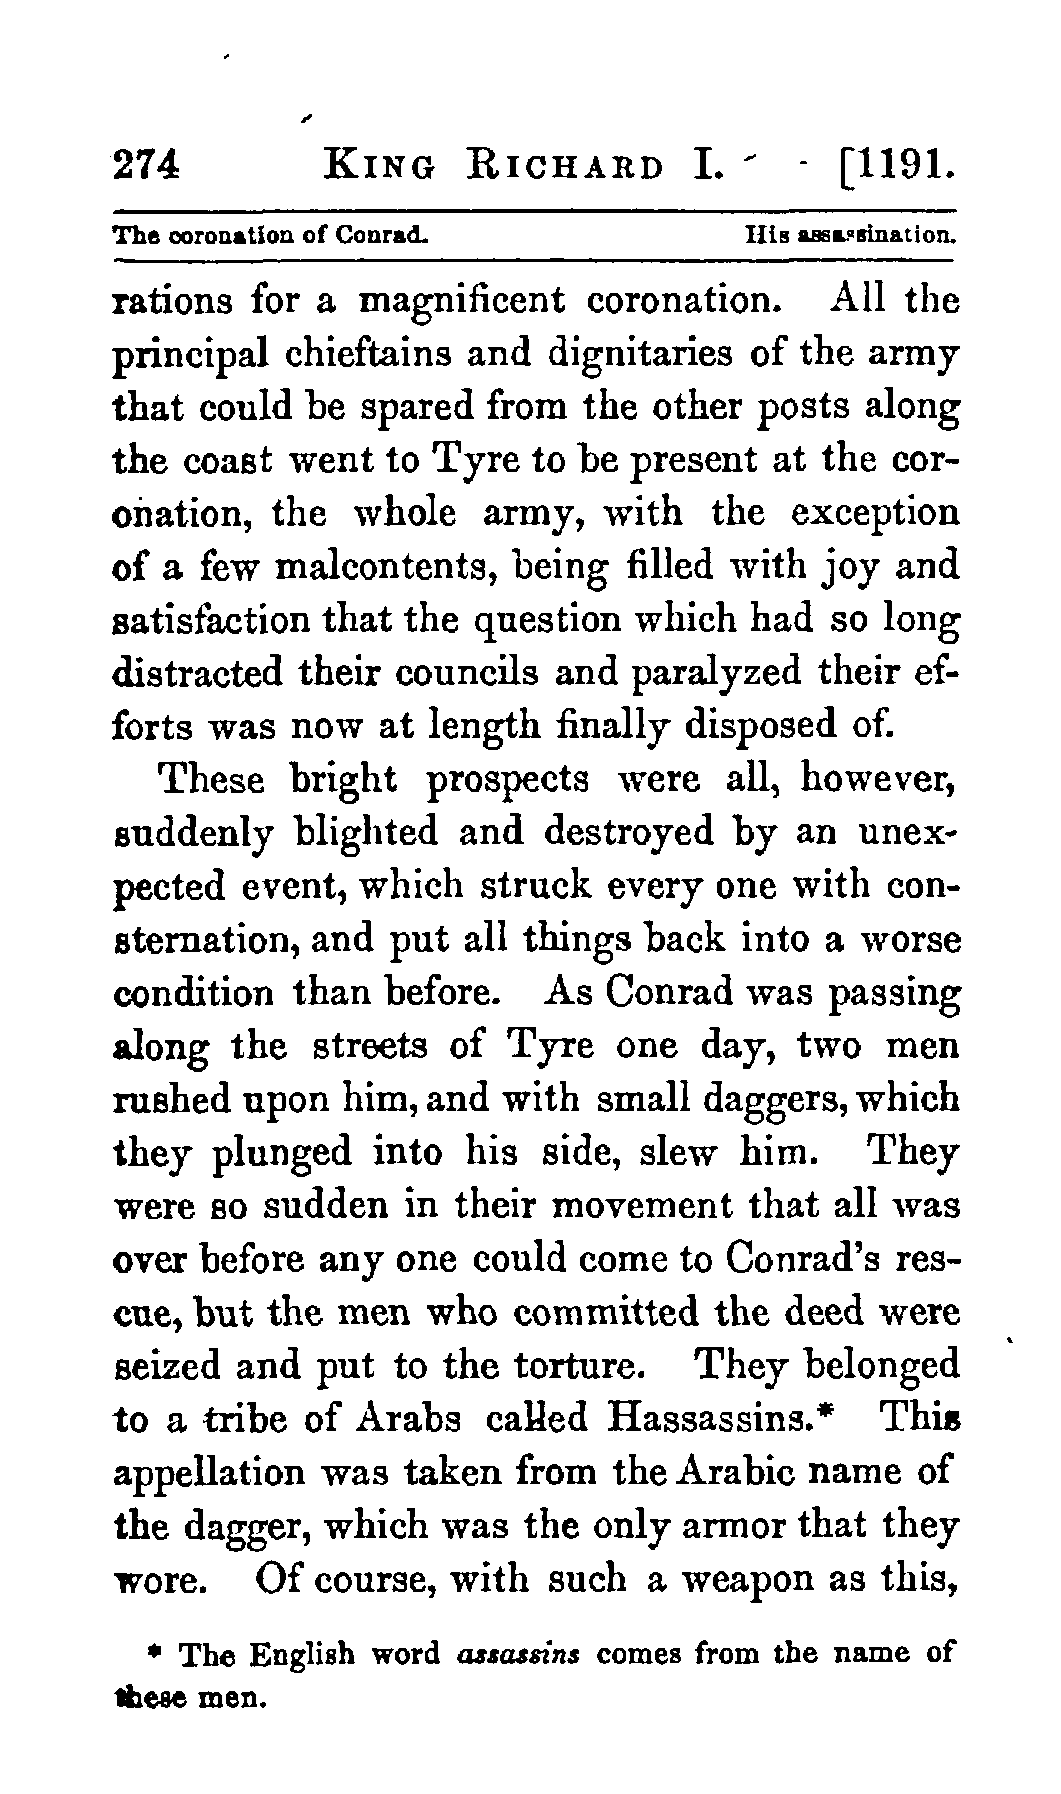 274 KING RICHARD I. [1191.
The coronation of Conrad. His assassination.
rations for a magnificent coronation. All the
principal chieftains and dignitaries of the army
that could be spared from the other posts along
the coast went to Tyre to be present at the cor-
onation, the whole army, with the exception
of a few malcontents, being filled with joy and
satisfaction that the question which had so long
distracted their councils and paralyzed their ef-
forts was now at length finally disposed of.
These bright prospects were all, however,
suddenly blighted and destroyed by an unex-
pected event, which struck every one with con-
sternation, and put all things back into a worse
condition than before. As Conrad was passing
along the streets of Tyre one day, two men
rushed upon him, and with small daggers, which
they plunged into his side, slew him. They
were so sudden in their movement that all was
over before any one could come to Conrad's res-
cue, but the men who committed the deed were
seized and put to the torture. They belonged
to a tribe of Arabs called Hassassins.* This
appellation was taken from the Arabic name of
the dagger, which was the only armor that they
wore. Of course, with such a weapon as this,
* The English word assassins comes from the name of
these men.